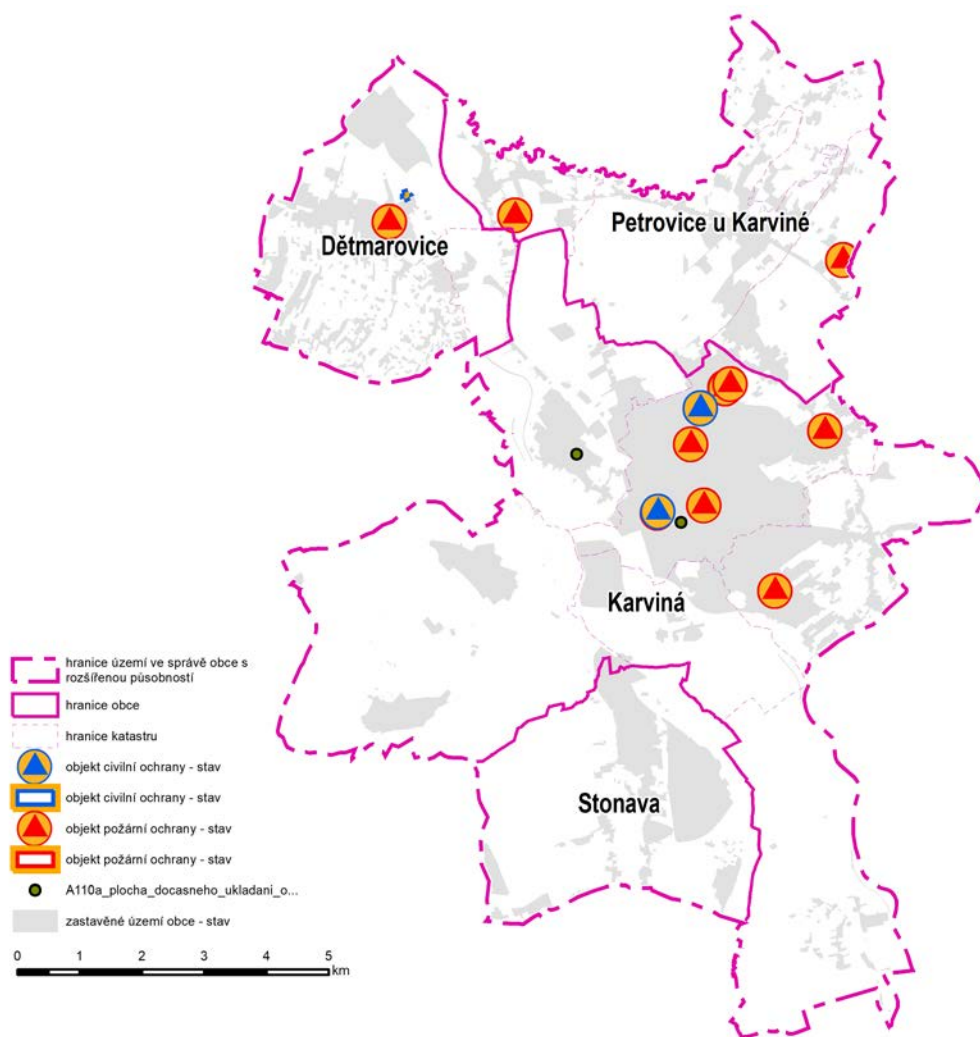 Petrovice u Karviné
Dětmarovice
Karviná
Stonava
hranice území ve správě obce s
rozšířenou působností
hranice obce
hranice katastru
objekt civilní ochrany - stav
objekt civilní ochrany - stav
objekt požární ochrany - stav
objekt požární ochrany - stav
A110a_plocha_docasneho_ukladani_o...
zastavěné území obce - stav
0 1 2 3 4 5
km